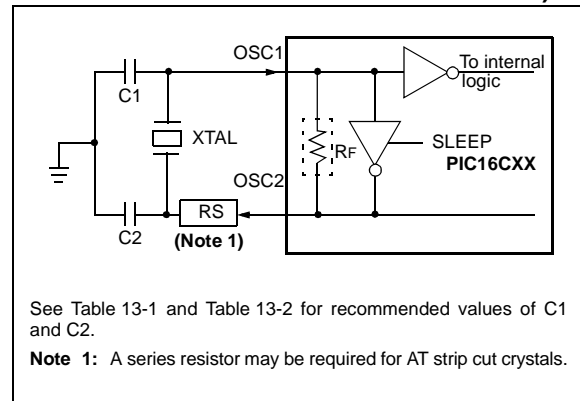 OSC1
To internal
logic
C1
XTAL
RF
SLEEP
PIC16CXX
OSC2
RS
C2
(Note 1)
See Table 13-1 and Table 13-2 for recommended values of C1
and C2.
Note 1: A series resistor may be required for AT strip cut crystals.